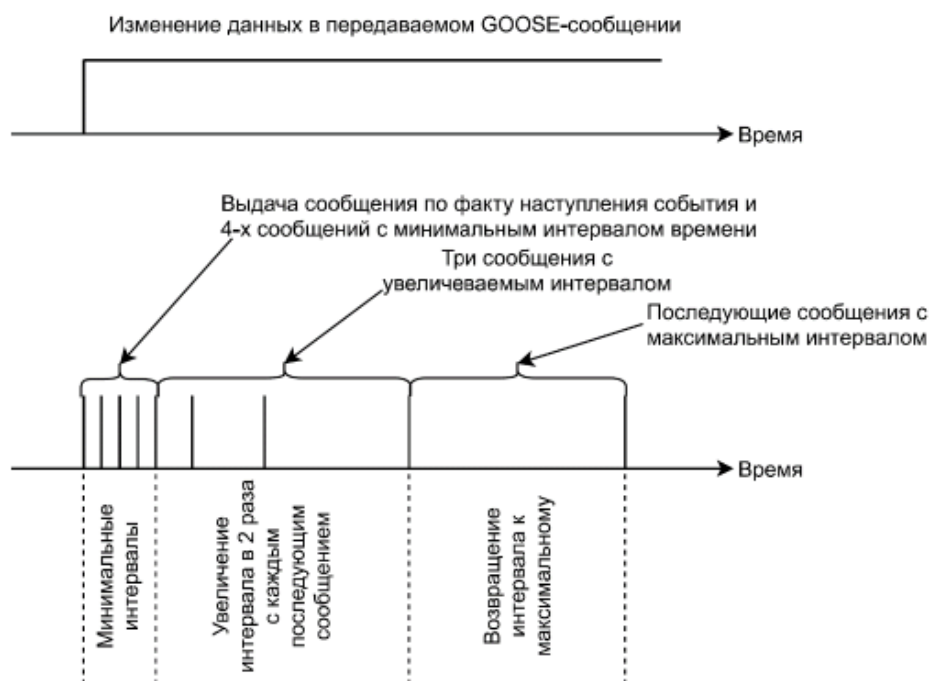 Изменение данных в передаваемом GOOSE-сообщении
Время
Выдача сообщения по факту наступления события и
4-х сообщений с минимальным интервалом времени
Три сообщения с
увеличеваемым интервалом
Последующие сообщения с
максимальным интервалом
Время
Минимальные
интервалы
Увеличение
интервала в 2 раза
с каждым
последующим
сообщением
Возвращение
интервала к
максимальному